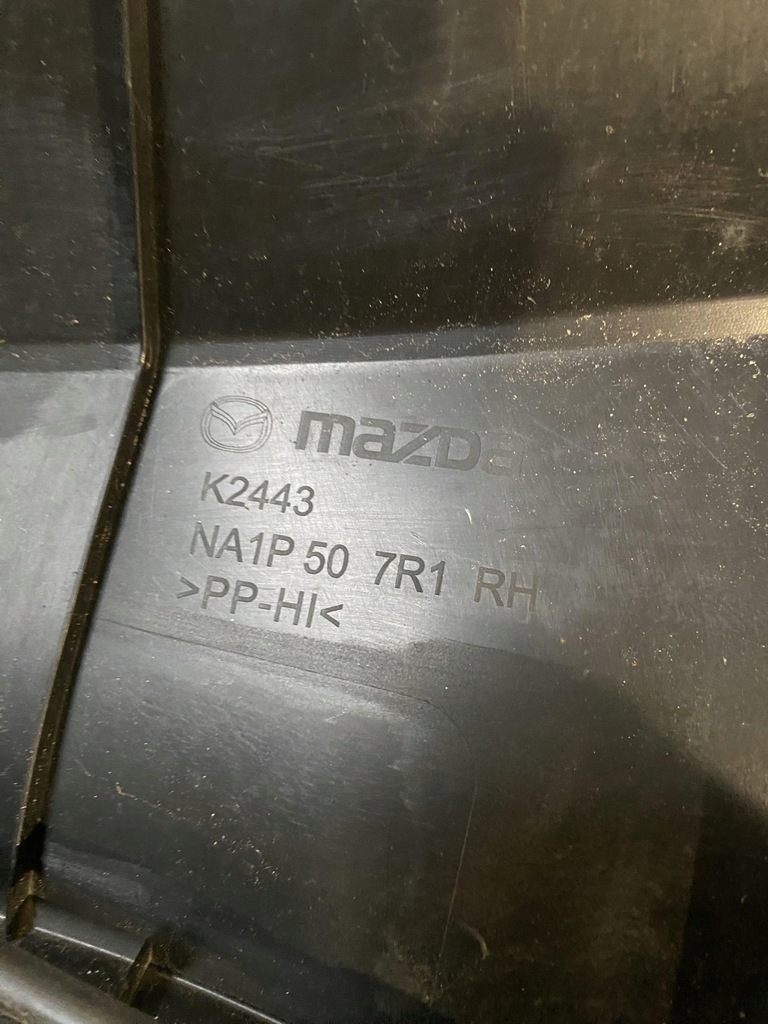 mazda
K2443
NA1P 50 7R1 RH
>PP-HI<